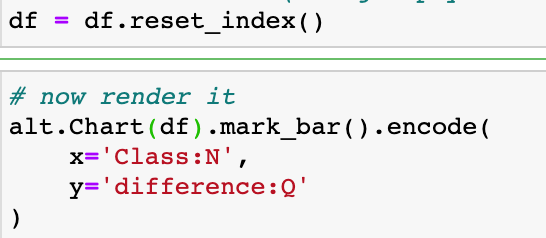 df = df.reset_index()
# now render it
alt.Chart(df).mark_bar().encode(
    x='Class:N',
    y='difference:Q'
)